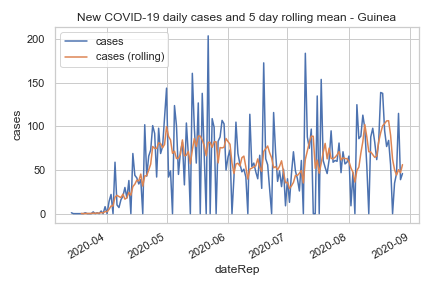 New COVID-19 daily cases and 5 day rolling mean - Guinea
cases
cases (rolling)
200
150
100
50
0
cases
2020-04
2020-05
2020-06
2020-07
2020-08
2020-09
dateRep